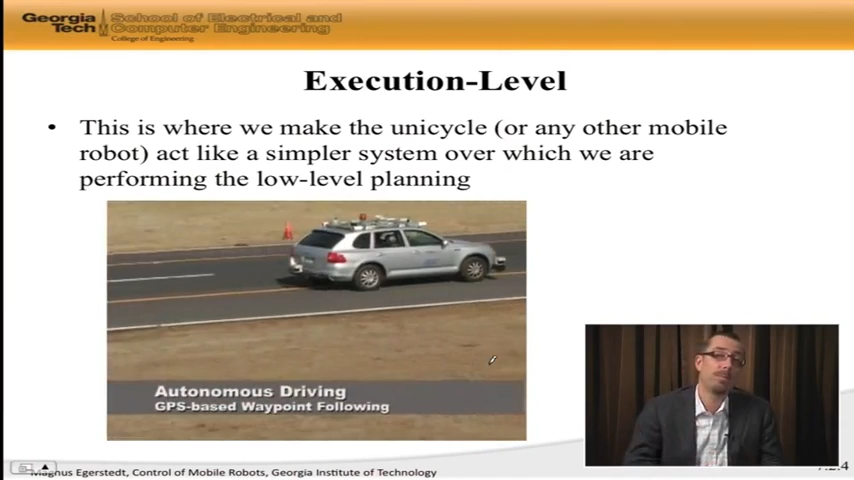 Georgia Tech
School of Electrical and Computer Engineering
College of Engineering
Execution-Level
• This is where we make the unicycle (or any other mobile
robot) act like a simpler system over which we are
performing the low-level planning
Autonomous Driving
GPS-based Waypoint Following
Magnus Egerstedt, Control of Mobile Robots, Georgia Institute of Technology